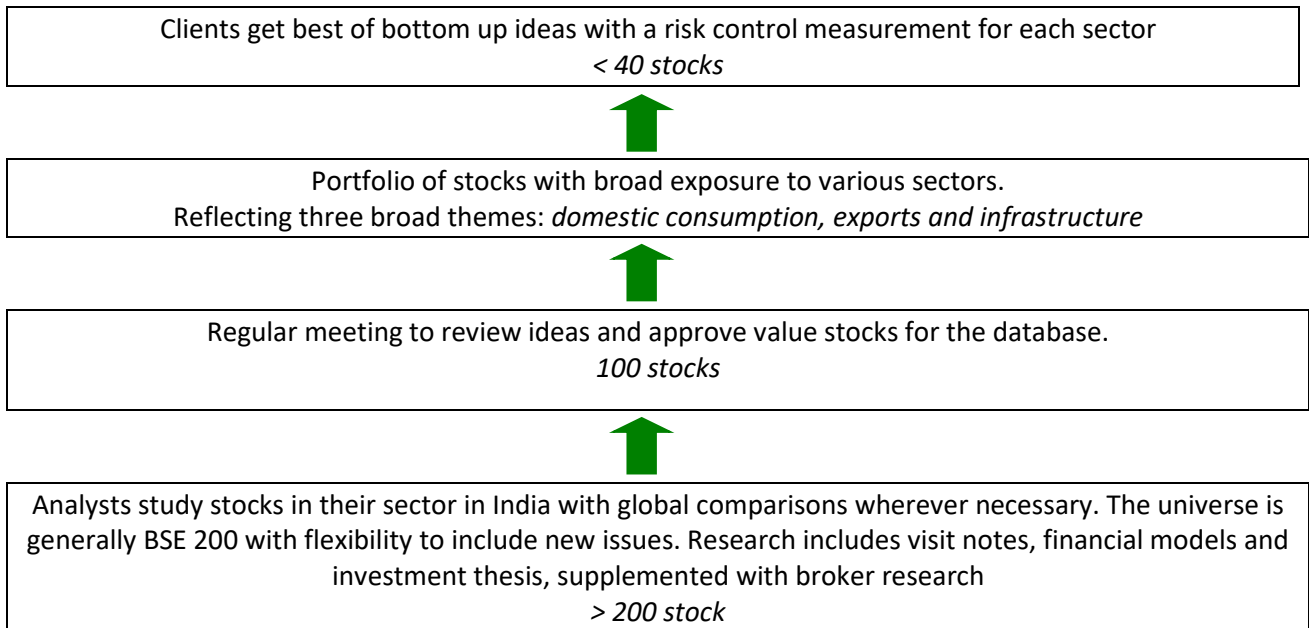 Clients get best of bottom up ideas with a risk control measurement for each sector
< 40 stocks
Portfolio of stocks with broad exposure to various sectors.
Reflecting three broad themes: domestic consumption, exports and infrastructure
Regular meeting to review ideas and approve value stocks for the database.
100 stocks
Analysts study stocks in their sector in India with global comparisons wherever necessary. The universe is
generally BSE 200 with flexibility to include new issues. Research includes visit notes, financial models and
investment thesis, supplemented with broker research
> 200 stock